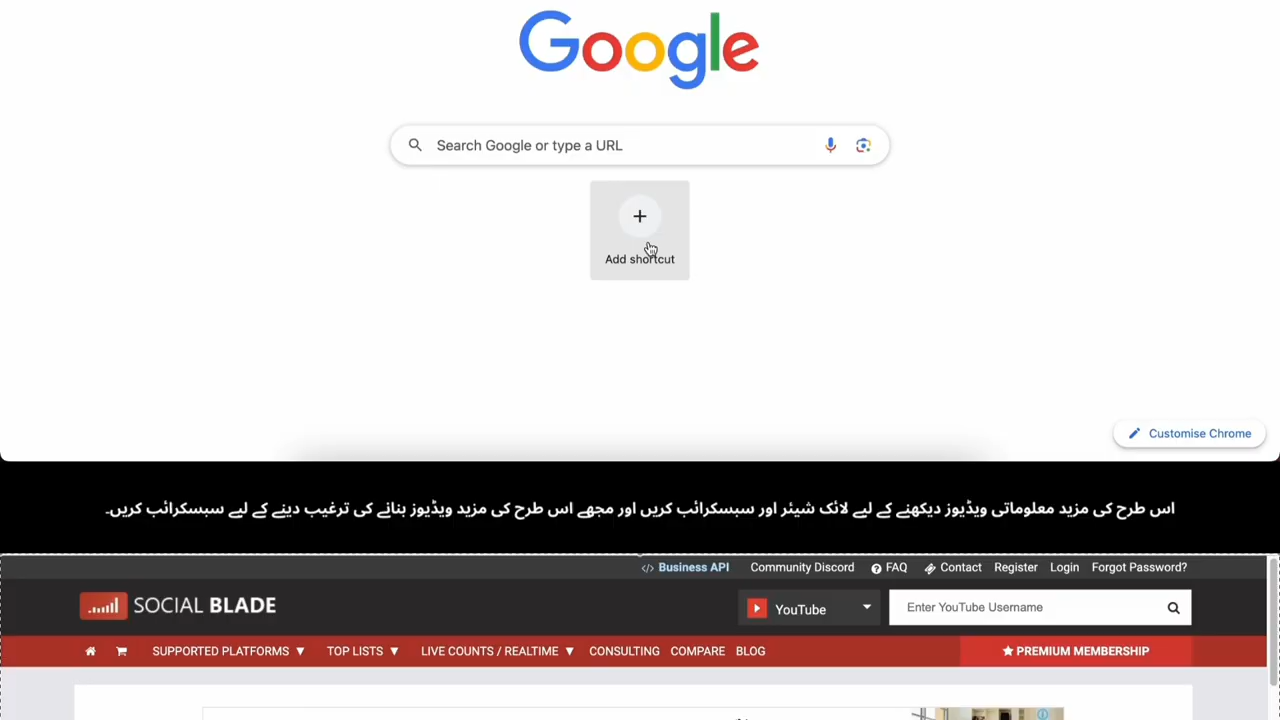 Google
Search Google or type a URL
Add shortcut
Customise Chrome
اس طرح کی مزید معلوماتی ویڈیوز دیکھنے کے لیے لائک شیئر اور سبسکرائب کریں اور مجھے اس طرح کی مزید ویڈیوز بنانے کی ترغیب دینے کے لیے سبسکرائب کریں۔
</> Business API Community Discord FAQ Contact Register Login Forgot Password?
SOCIAL BLADE YouTube Enter YouTube Username
SUPPORTED PLATFORMS ▼ TOP LISTS ▼ LIVE COUNTS / REALTIME ▼ CONSULTING COMPARE BLOG PREMIUM MEMBERSHIP